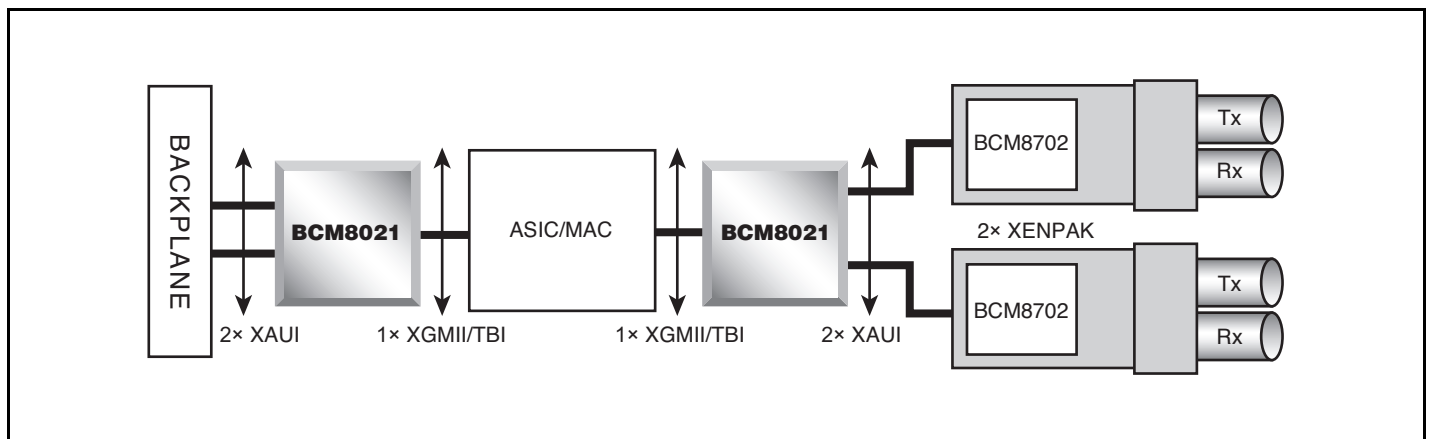 BACKPLANE
2× XAUI
BCM8021
1× XGMII/TBI
ASIC/MAC
1× XGMII/TBI
BCM8021
2× XAUI
BCM8702
Tx
Rx
2× XENPAK
BCM8702
Tx
Rx